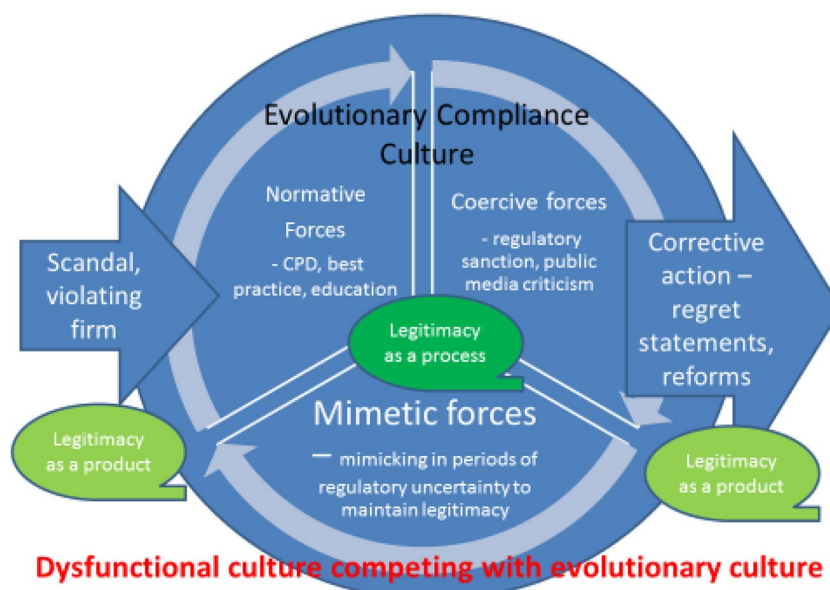 Evolutionary Compliance
Culture
Normative
Forces
- CPD, best
practice, education
Coercive forces
- regulatory
sanction, public
media criticism
Scandal,
violating
firm
Corrective
action –
regret
statements,
reforms
Legitimacy
as a process
Mimetic forces
– mimicking in periods of
regulatory uncertainty to
maintain legitimacy
Legitimacy
as a product
Legitimacy
as a product
Dysfunctional culture competing with evolutionary culture